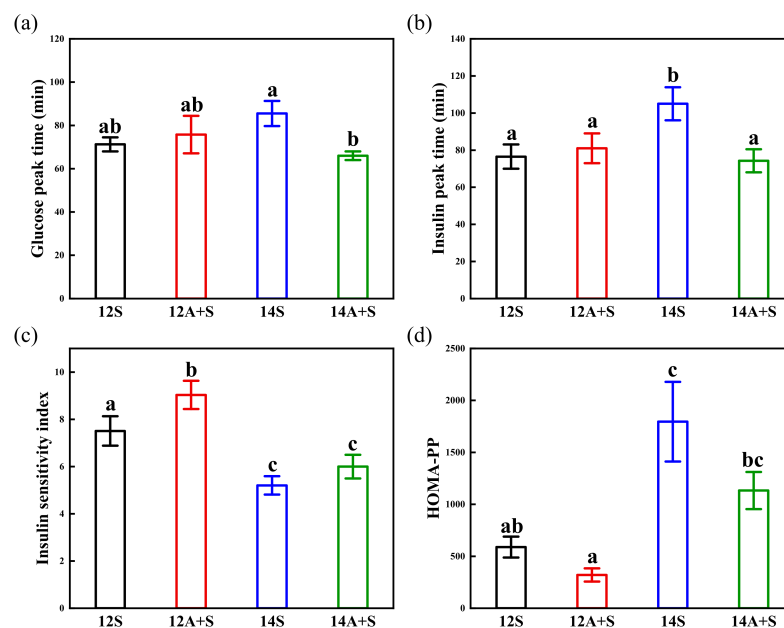 (a)
Glucose peak time (min)
120
100
80
60
40
20
0
ab
ab
a
b
12S 12A+S 14S 14A+S
(b)
Insulin peak time (min)
140
120
100
80
60
40
20
0
a
a
b
a
12S 12A+S 14S 14A+S
(c)
Insulin sensitivity index
10
8
6
4
2
0
a
b
c
c
12S 12A+S 14S 14A+S
(d)
HOMA-PP
2500
2000
1500
1000
500
0
ab
a
c
bc
12S 12A+S 14S 14A+S